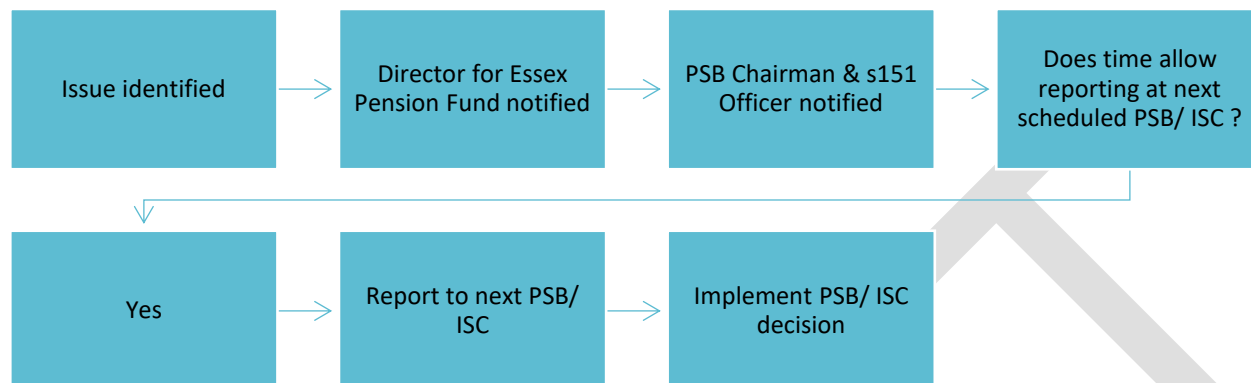 Issue identified
Director for Essex
Pension Fund notified
PSB Chairman & s151
Officer notified
Does time allow
reporting at next
scheduled PSB/ ISC ?
Yes
Report to next PSB/
ISC
Implement PSB/ ISC
decision